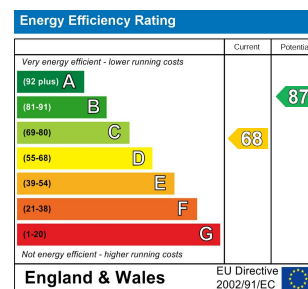 Energy Efficiency Rating
Current
Potentia
Very energy efficient - lower running costs
(92 plus) A
(81-91) B
87
(69-80) C
68
(55-68) D
(39-54) E
(21-38) F
(1-20) G
Not energy efficient - higher running costs
England & Wales
EU Directive
2002/91/EC